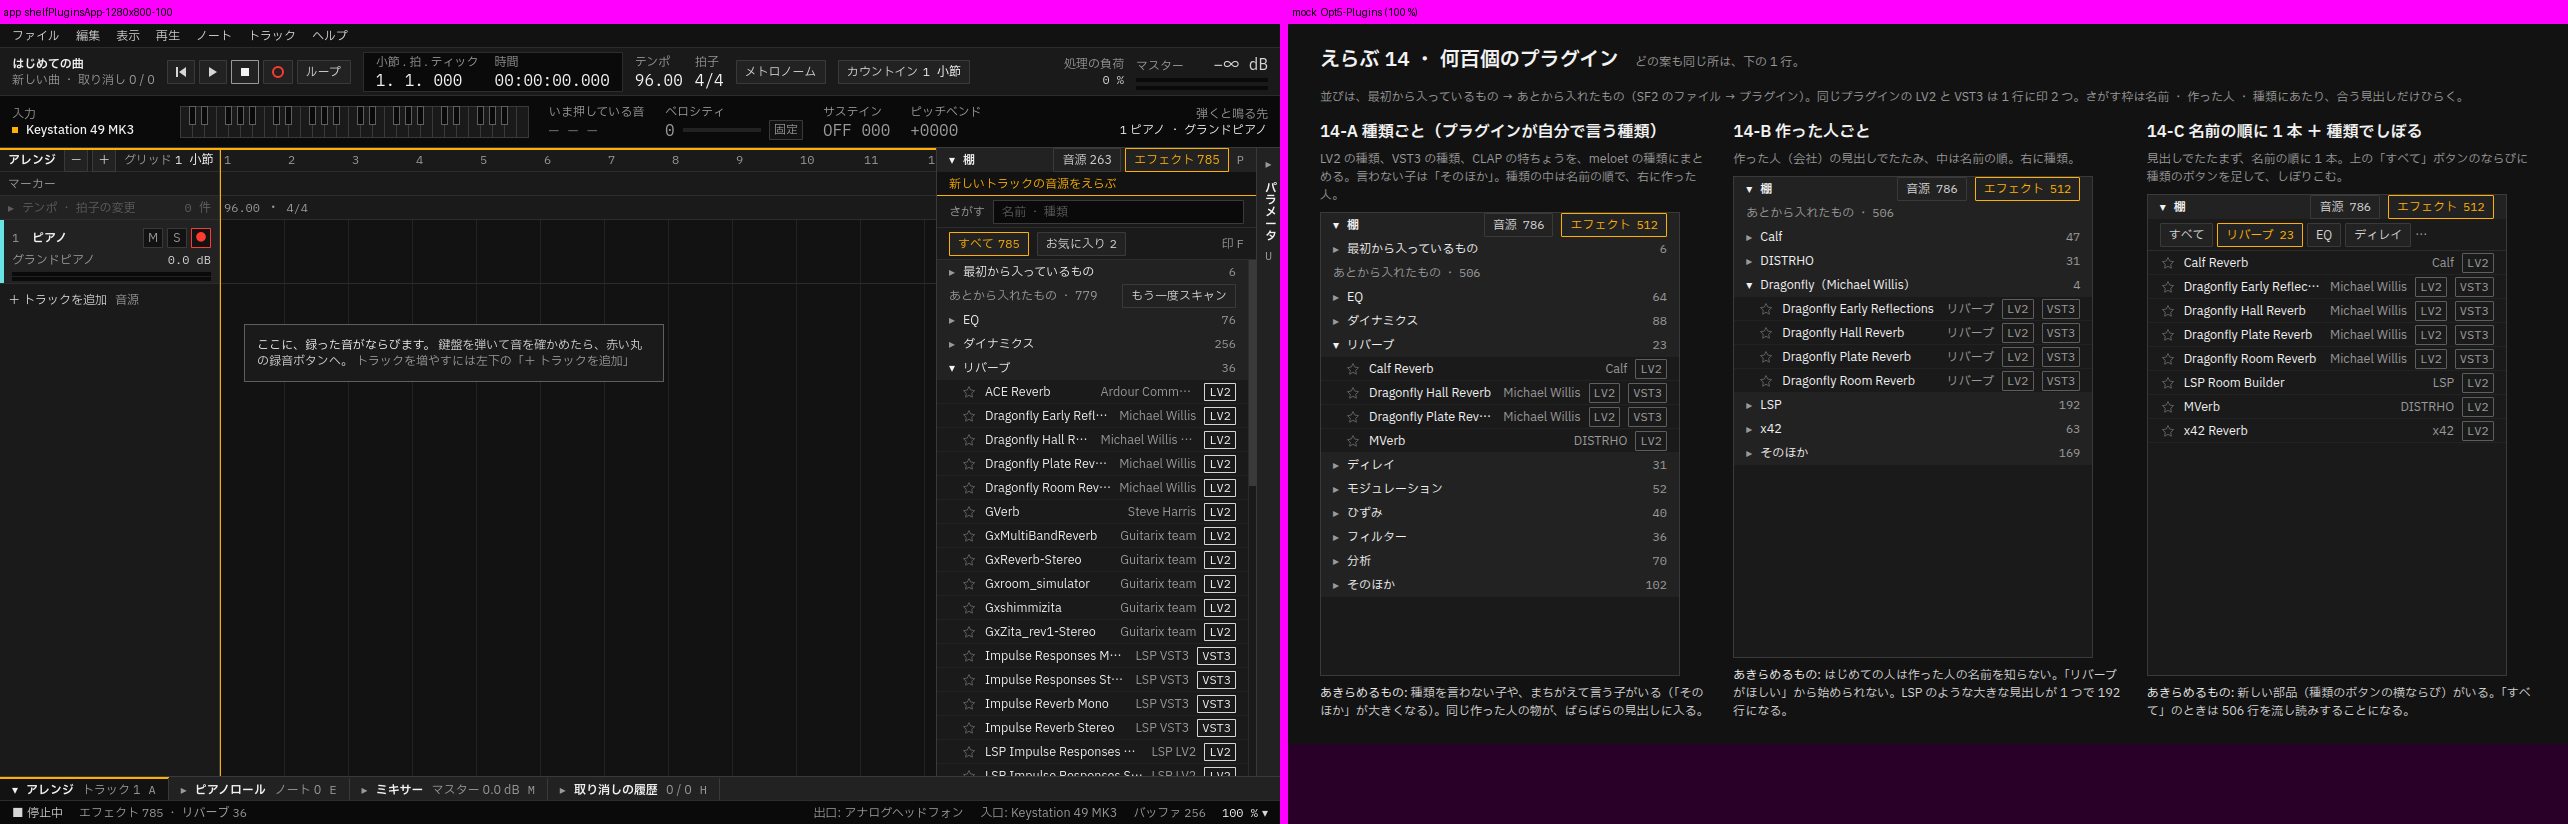 app shelfPluginsApp-1280x800-100
ファイル 編集 表示 再生 ノート トラック ヘルプ
はじめての曲
新しい曲 ・ 取り消し 0 / 0
ループ
小節 . 拍 . ティック 時間
1. 1. 000 00:00:00.000
テンポ 拍子
96.00 4/4
メトロノーム
カウントイン 1 小節
処理の負荷
0 %
マスター
−∞ dB
入力
Keystation 49 MK3
いま押している音
— — —
ベロシティ
0
固定
サステイン
OFF 000
ピッチベンド
+0000
弾くと鳴る先
1 ピアノ ・ グランドピアノ
アレンジ − ＋ グリッド 1 小節
1 2 3 4 5 6 7 8 9 10 11 1
マーカー
▸ テンポ ・ 拍子の変更 0 件
96.00 ・ 4/4
1 ピアノ M S
グランドピアノ 0.0 dB
＋ トラックを追加 音源
ここに、録った音がならびます。 鍵盤を弾いて音を確かめたら、赤い丸
の録音ボタンへ。 トラックを増やすには左下の「＋ トラックを追加」
▾ 棚 音源 263 エフェクト 785 P
新しいトラックの音源をえらぶ
さがす 名前 ・ 種類
すべて 785 お気に入り 2 印 F
▸ 最初から入っているもの 6
あとから入れたもの ・ 779 もう一度スキャン
▸ EQ 76
▸ ダイナミクス 256
▾ リバーブ 36
☆ ACE Reverb Ardour Comm… LV2
☆ Dragonfly Early Refl… Michael Willis LV2
☆ Dragonfly Hall R… Michael Willis … LV2
☆ Dragonfly Plate Rev… Michael Willis LV2
☆ Dragonfly Room Rev… Michael Willis LV2
☆ GVerb Steve Harris LV2
☆ GxMultiBandReverb Guitarix team LV2
☆ GxReverb-Stereo Guitarix team LV2
☆ Gxroom_simulator Guitarix team LV2
☆ Gxshimmizita Guitarix team LV2
☆ GxZita_rev1-Stereo Guitarix team LV2
☆ Impulse Responses M… LSP VST3 VST3
☆ Impulse Responses St… LSP VST3 VST3
☆ Impulse Reverb Mono LSP VST3 VST3
☆ Impulse Reverb Stereo LSP VST3 VST3
☆ LSP Impulse Responses … LSP LV2 LV2
☆ LSP Impulse Responses S… LSP LV2 LV2
▸ パラメータ U
▾ アレンジ トラック 1 A ▸ ピアノロール ノート 0 E ▸ ミキサー マスター 0.0 dB M ▸ 取り消しの履歴 0 / 0 H
■ 停止中 エフェクト 785 ・ リバーブ 36
出口: アナログヘッドフォン 入口: Keystation 49 MK3 バッファ 256 100 % ▾
mock Opt5-Plugins (100 %)
えらぶ 14 ・ 何百個のプラグイン どの案も同じ所は、下の 1 行。
並びは、最初から入っているもの → あとから入れたもの（SF2 のファイル → プラグイン）。同じプラグインの LV2 と VST3 は 1 行に印 2 つ。さがす枠は名前 ・ 作った人 ・ 種類にあたり、合う見出しだけひらく。
14-A 種類ごと（プラグインが自分で言う種類）
LV2 の種類、VST3 の種類、CLAP の特ちょうを、meloet の種類にまと
める。言わない子は「そのほか」。種類の中は名前の順で、右に作った
人。
▾ 棚 音源 786 エフェクト 512
▸ 最初から入っているもの 6
あとから入れたもの ・ 506
▸ EQ 64
▸ ダイナミクス 88
▾ リバーブ 23
☆ Calf Reverb Calf LV2
☆ Dragonfly Hall Reverb Michael Willis LV2 VST3
☆ Dragonfly Plate Rev… Michael Willis LV2 VST3
☆ MVerb DISTRHO LV2
▸ ディレイ 31
▸ モジュレーション 52
▸ ひずみ 40
▸ フィルター 36
▸ 分析 70
▸ そのほか 102
あきらめるもの: 種類を言わない子や、まちがえて言う子がいる（「その
ほか」が大きくなる）。同じ作った人の物が、ばらばらの見出しに入る。
14-B 作った人ごと
作った人（会社）の見出しでたたみ、中は名前の順。右に種類。
▾ 棚 音源 786 エフェクト 512
あとから入れたもの ・ 506
▸ Calf 47
▸ DISTRHO 31
▾ Dragonfly（Michael Willis） 4
☆ Dragonfly Early Reflections リバーブ LV2 VST3
☆ Dragonfly Hall Reverb リバーブ LV2 VST3
☆ Dragonfly Plate Reverb リバーブ LV2 VST3
☆ Dragonfly Room Reverb リバーブ LV2 VST3
▸ LSP 192
▸ x42 63
▸ そのほか 169
あきらめるもの: はじめての人は作った人の名前を知らない。「リバーブ
がほしい」から始められない。LSP のような大きな見出しが 1 つで 192
行になる。
14-C 名前の順に 1 本 ＋ 種類でしぼる
見出しでたたまず、名前の順に 1 本。上の「すべて」ボタンのならびに
種類のボタンを足して、しぼりこむ。
▾ 棚 音源 786 エフェクト 512
すべて リバーブ 23 EQ ディレイ …
☆ Calf Reverb Calf LV2
☆ Dragonfly Early Reflec… Michael Willis LV2 VST3
☆ Dragonfly Hall Reverb Michael Willis LV2 VST3
☆ Dragonfly Plate Reverb Michael Willis LV2 VST3
☆ Dragonfly Room Reverb Michael Willis LV2 VST3
☆ LSP Room Builder LSP LV2
☆ MVerb DISTRHO LV2
☆ x42 Reverb x42 LV2
あきらめるもの: 新しい部品（種類のボタンの横ならび）がいる。「すべ
て」のときは 506 行を流し読みすることになる。